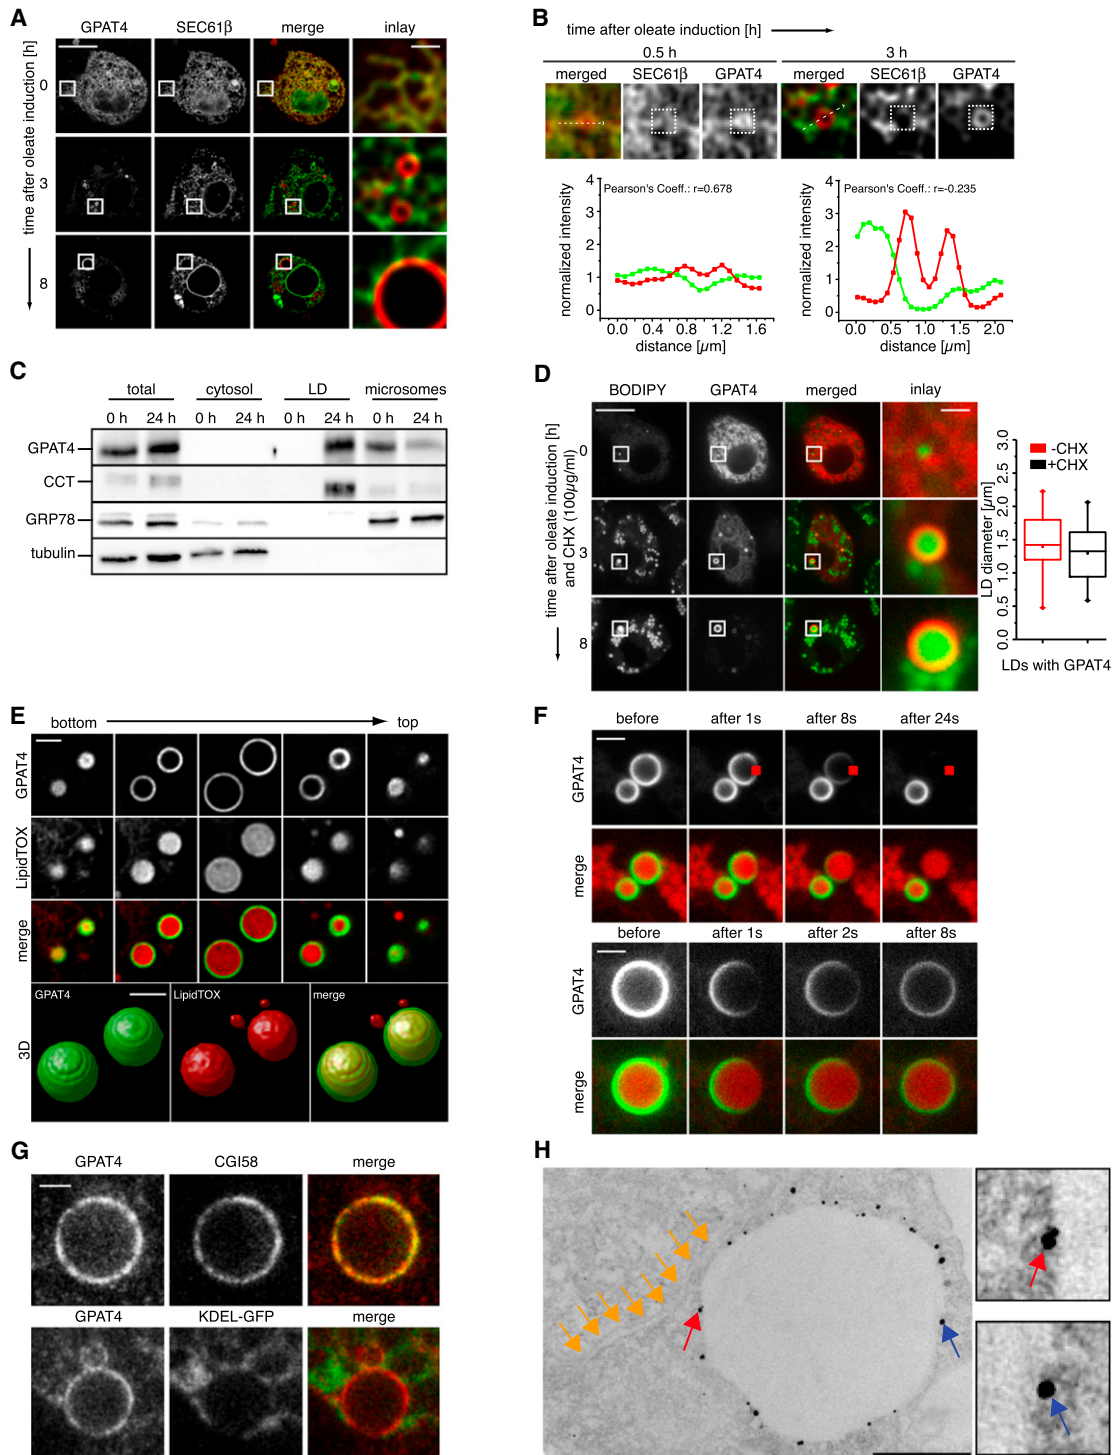 A
GPAT4 SEC61β merge inlay
time after oleate induction [h]
0
3
8
B
time after oleate induction [h]
0.5 h 3 h
merged SEC61β GPAT4 merged SEC61β GPAT4
Pearson's Coeff.: r=0.678
normalized intensity
4
3
2
1
0
0.0 0.4 0.8 1.2 1.6
distance [µm]
Pearson's Coeff.: r=-0.235
normalized intensity
4
3
2
1
0
0.0 0.5 1.0 1.5 2.0
distance [µm]
C
total cytosol LD microsomes
0 h 24 h 0 h 24 h 0 h 24 h 0 h 24 h
GPAT4
CCT
GRP78
tubulin
D
BODIPY GPAT4 merged inlay
time after oleate induction [h]
and CHX (100µg/ml)
0
3
8
LD diameter [µm]
3.0
2.5
2.0
1.5
1.0
0.5
0.0
-CHX
+CHX
LDs with GPAT4
E
bottom top
GPAT4
LipidTOX
merge
3D
GPAT4 LipidTOX merge
F
before after 1s after 8s after 24s
GPAT4
merge
before after 1s after 2s after 8s
GPAT4
merge
G
GPAT4 CGI58 merge
GPAT4 KDEL-GFP merge
H